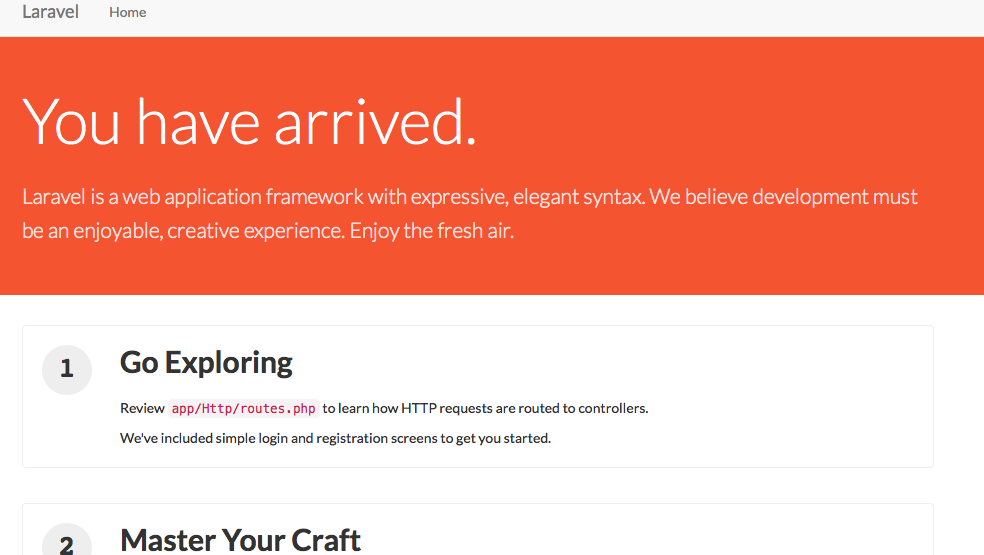 Laravel Home
You have arrived.
Laravel is a web application framework with expressive, elegant syntax. We believe development must
be an enjoyable, creative experience. Enjoy the fresh air.
1 Go Exploring
Review app/Http/routes.php to learn how HTTP requests are routed to controllers.
We've included simple login and registration screens to get you started.
2 Master Your Craft